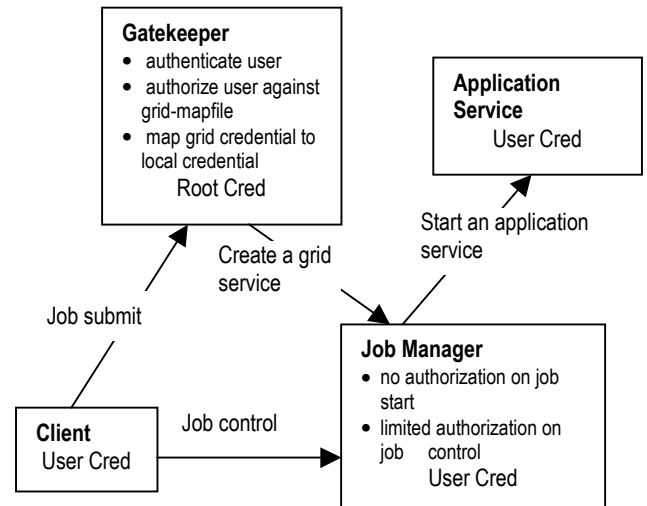 Gatekeeper
• authenticate user
• authorize user against
grid-mapfile
• map grid credential to
local credential
Root Cred
Application
Service
User Cred
Start an application
service
Create a grid
service
Job submit
Job Manager
• no authorization on job
start
• limited authorization on
job control
User Cred
Job control
Client
User Cred